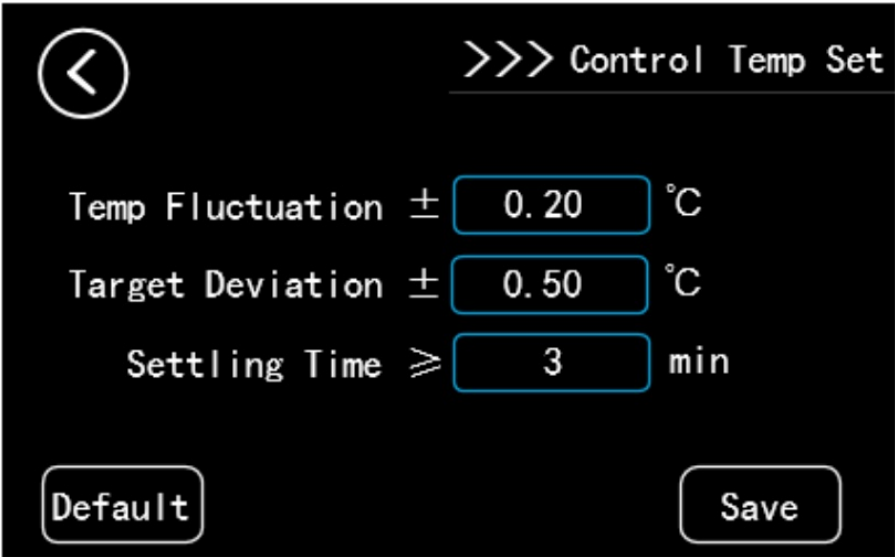 >>> Control Temp Set
Temp Fluctuation ± 0.20 ℃
Target Deviation ± 0.50 ℃
Settling Time ⩾ 3 min
Default
Save